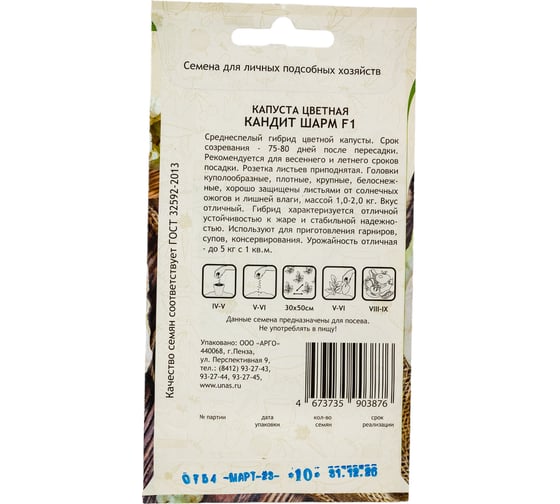 Семена для личных подсобных хозяйств
КАПУСТА ЦВЕТНАЯ
КАНДИТ ШАРМ F1
Среднеспелый гибрид цветной капусты. Срок
созревания - 75-80 дней после пересадки.
Рекомендуется для весеннего и летнего сроков
посадки. Розетка листьев приподнятая. Головки
куполообразные, плотные, крупные, белоснеж-
ные, хорошо защищены листьями от солнечных
ожогов и лишней влаги, массой 1,0-2,0 кг. Вкус
отличный. Гибрид характеризуется отличной
устойчивостью к жаре и стабильной надежно-
стью. Используют для приготовления гарниров,
супов, консервирования. Урожайность отличная
- до 5 кг с 1 кв.м.
IV-V V-VI 30х50см V-VI VIII-IX
Данные семена предназначены для посева.
Не употреблять в пищу!
Упаковано: ООО «АРГО»
440068, г.Пенза,
ул. Перспективная 9,
тел.: (8412) 93-27-43,
93-27-44, 93-27-45,
www.unas.ru
4 673735 903876
№ партии дата упаковки кол-во семян срок реализации
0754 -МАРТ-23- *10* 31.12.26
Качество семян соответствует ГОСТ 32592-2013